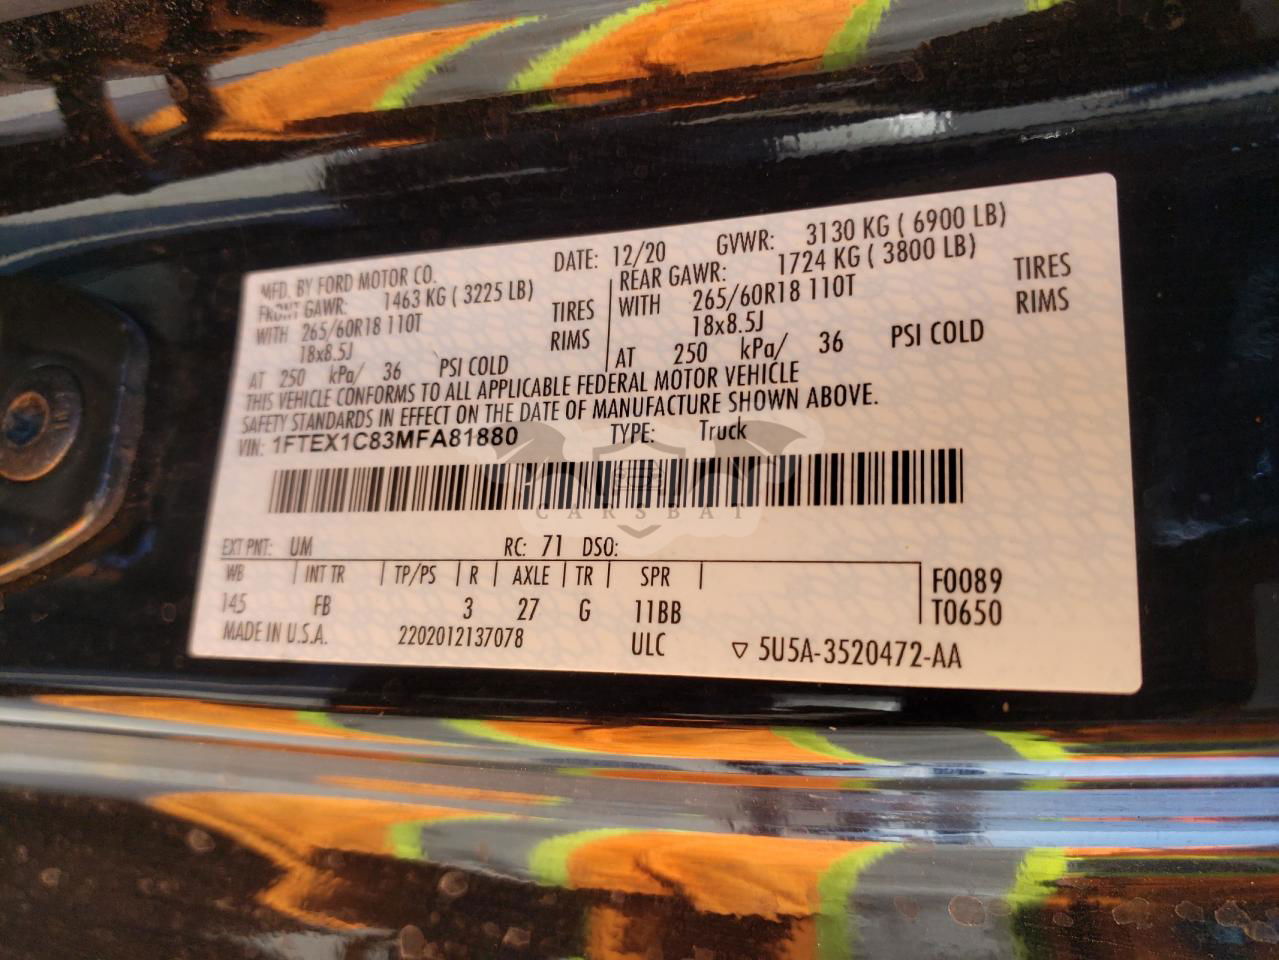 MFD. BY FORD MOTOR CO. DATE: 12/20 GVWR: 3130 KG ( 6900 LB)
FRONT GAWR: 1463 KG ( 3225 LB) REAR GAWR: 1724 KG ( 3800 LB)
WITH 265/60R18 110T TIRES WITH 265/60R18 110T TIRES
18x8.5J RIMS 18x8.5J RIMS
AT 250 kPa/ 36 PSI COLD AT 250 kPa/ 36 PSI COLD
THIS VEHICLE CONFORMS TO ALL APPLICABLE FEDERAL MOTOR VEHICLE
SAFETY STANDARDS IN EFFECT ON THE DATE OF MANUFACTURE SHOWN ABOVE.
VIN: 1FTEX1C83MFA81880 TYPE: Truck
CARSBAT
EXT PNT: UM RC: 71 DSO:
WB INT TR TP/PS R AXLE TR SPR F0089
145 FB 3 27 G 11BB T0650
MADE IN U.S.A. 2202012137078 ULC ▽ 5U5A-3520472-AA